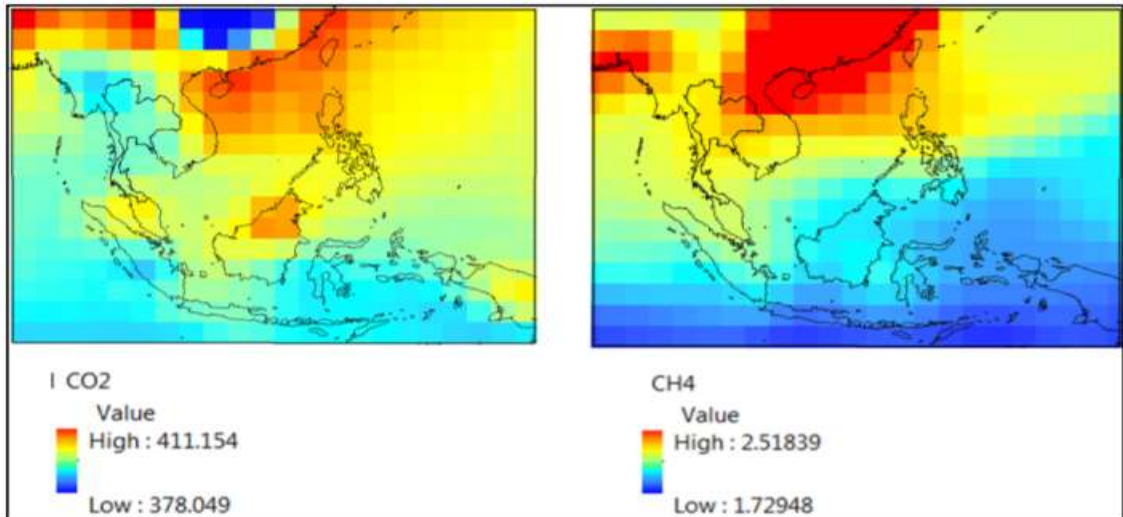 I CO2
Value
High : 411.154
Low : 378.049
CH4
Value
High : 2.51839
Low : 1.72948